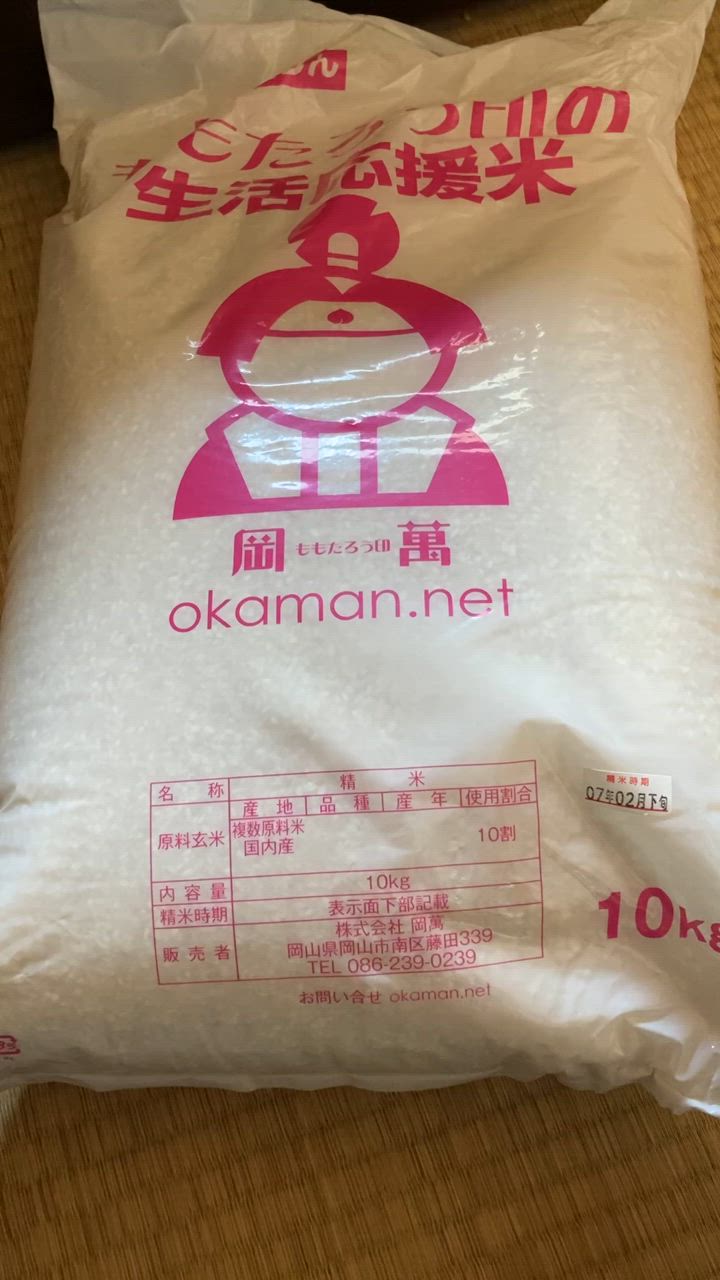 生活応援米
岡 ももたろう印 萬
okaman.net
名称 精米
産地 品種 産年 使用割合
原料玄米 複数原料米
国内産 10割
内容量 10kg
精米時期 表示面下部記載
販売者 株式会社 岡萬
岡山県岡山市南区藤田339
TEL 086-239-0239
お問い合せ okaman.net
精米時期
07年02月下旬
10kg